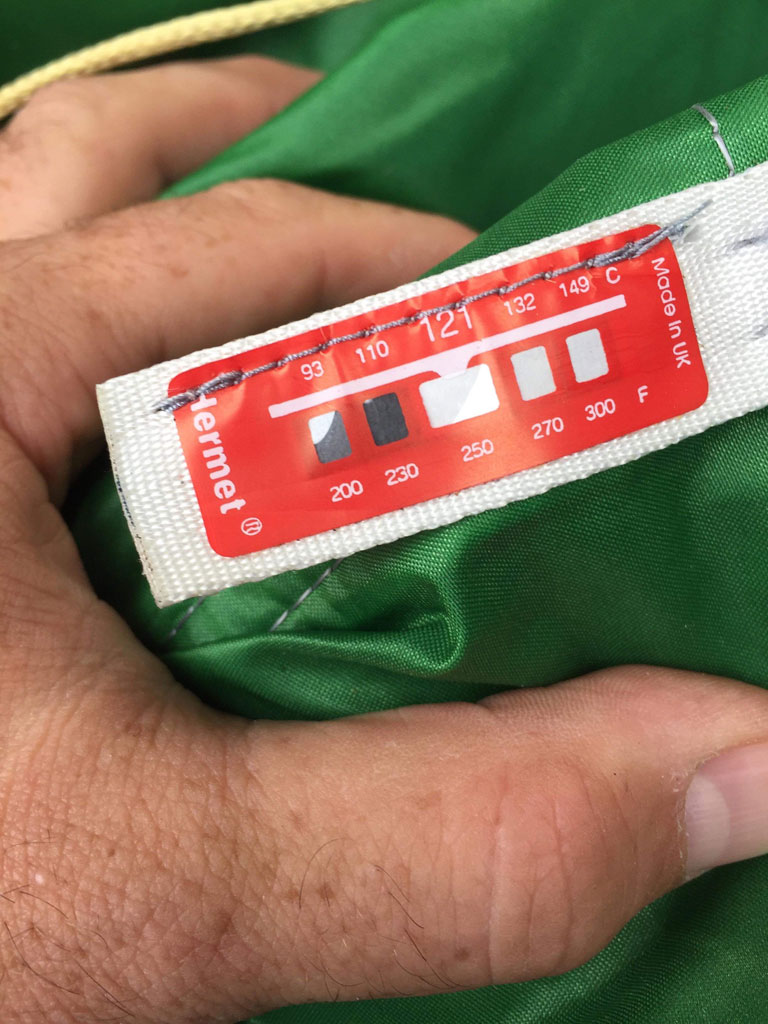 93 110 121 132 149 C
200 230 250 270 300 F
Hermet ®
Made in UK